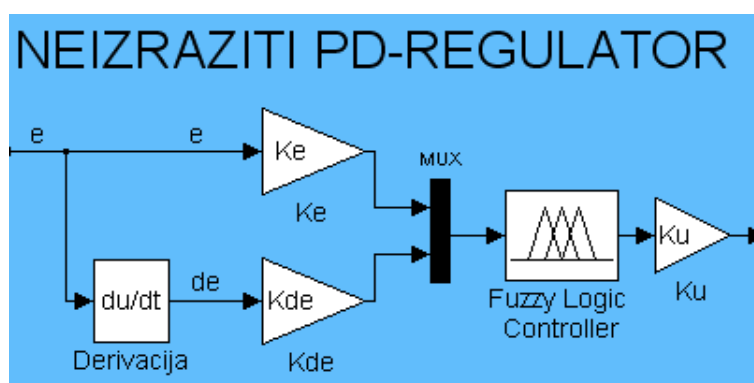 NEIZRAZITI PD-REGULATOR
e
e
Ke
Ke
MUX
du/dt
Derivacija
de
Kde
Kde
Fuzzy Logic
Controller
Ku
Ku